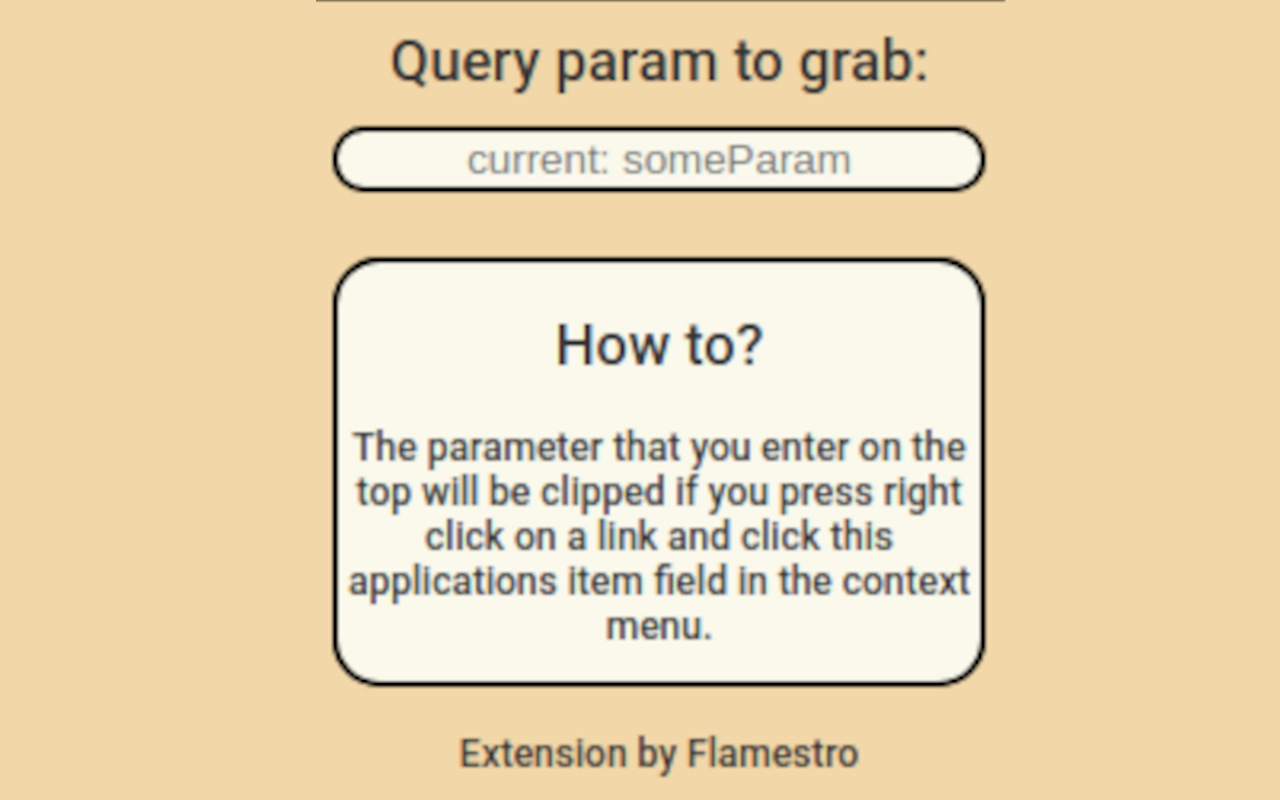 Query param to grab:
current: someParam
How to?
The parameter that you enter on the
top will be clipped if you press right
click on a link and click this
applications item field in the context
menu.
Extension by Flamestro